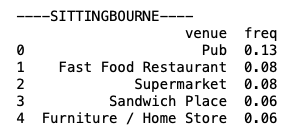 ----SITTINGBOURNE----
venue freq
0 Pub 0.13
1 Fast Food Restaurant 0.08
2 Supermarket 0.08
3 Sandwich Place 0.06
4 Furniture / Home Store 0.06